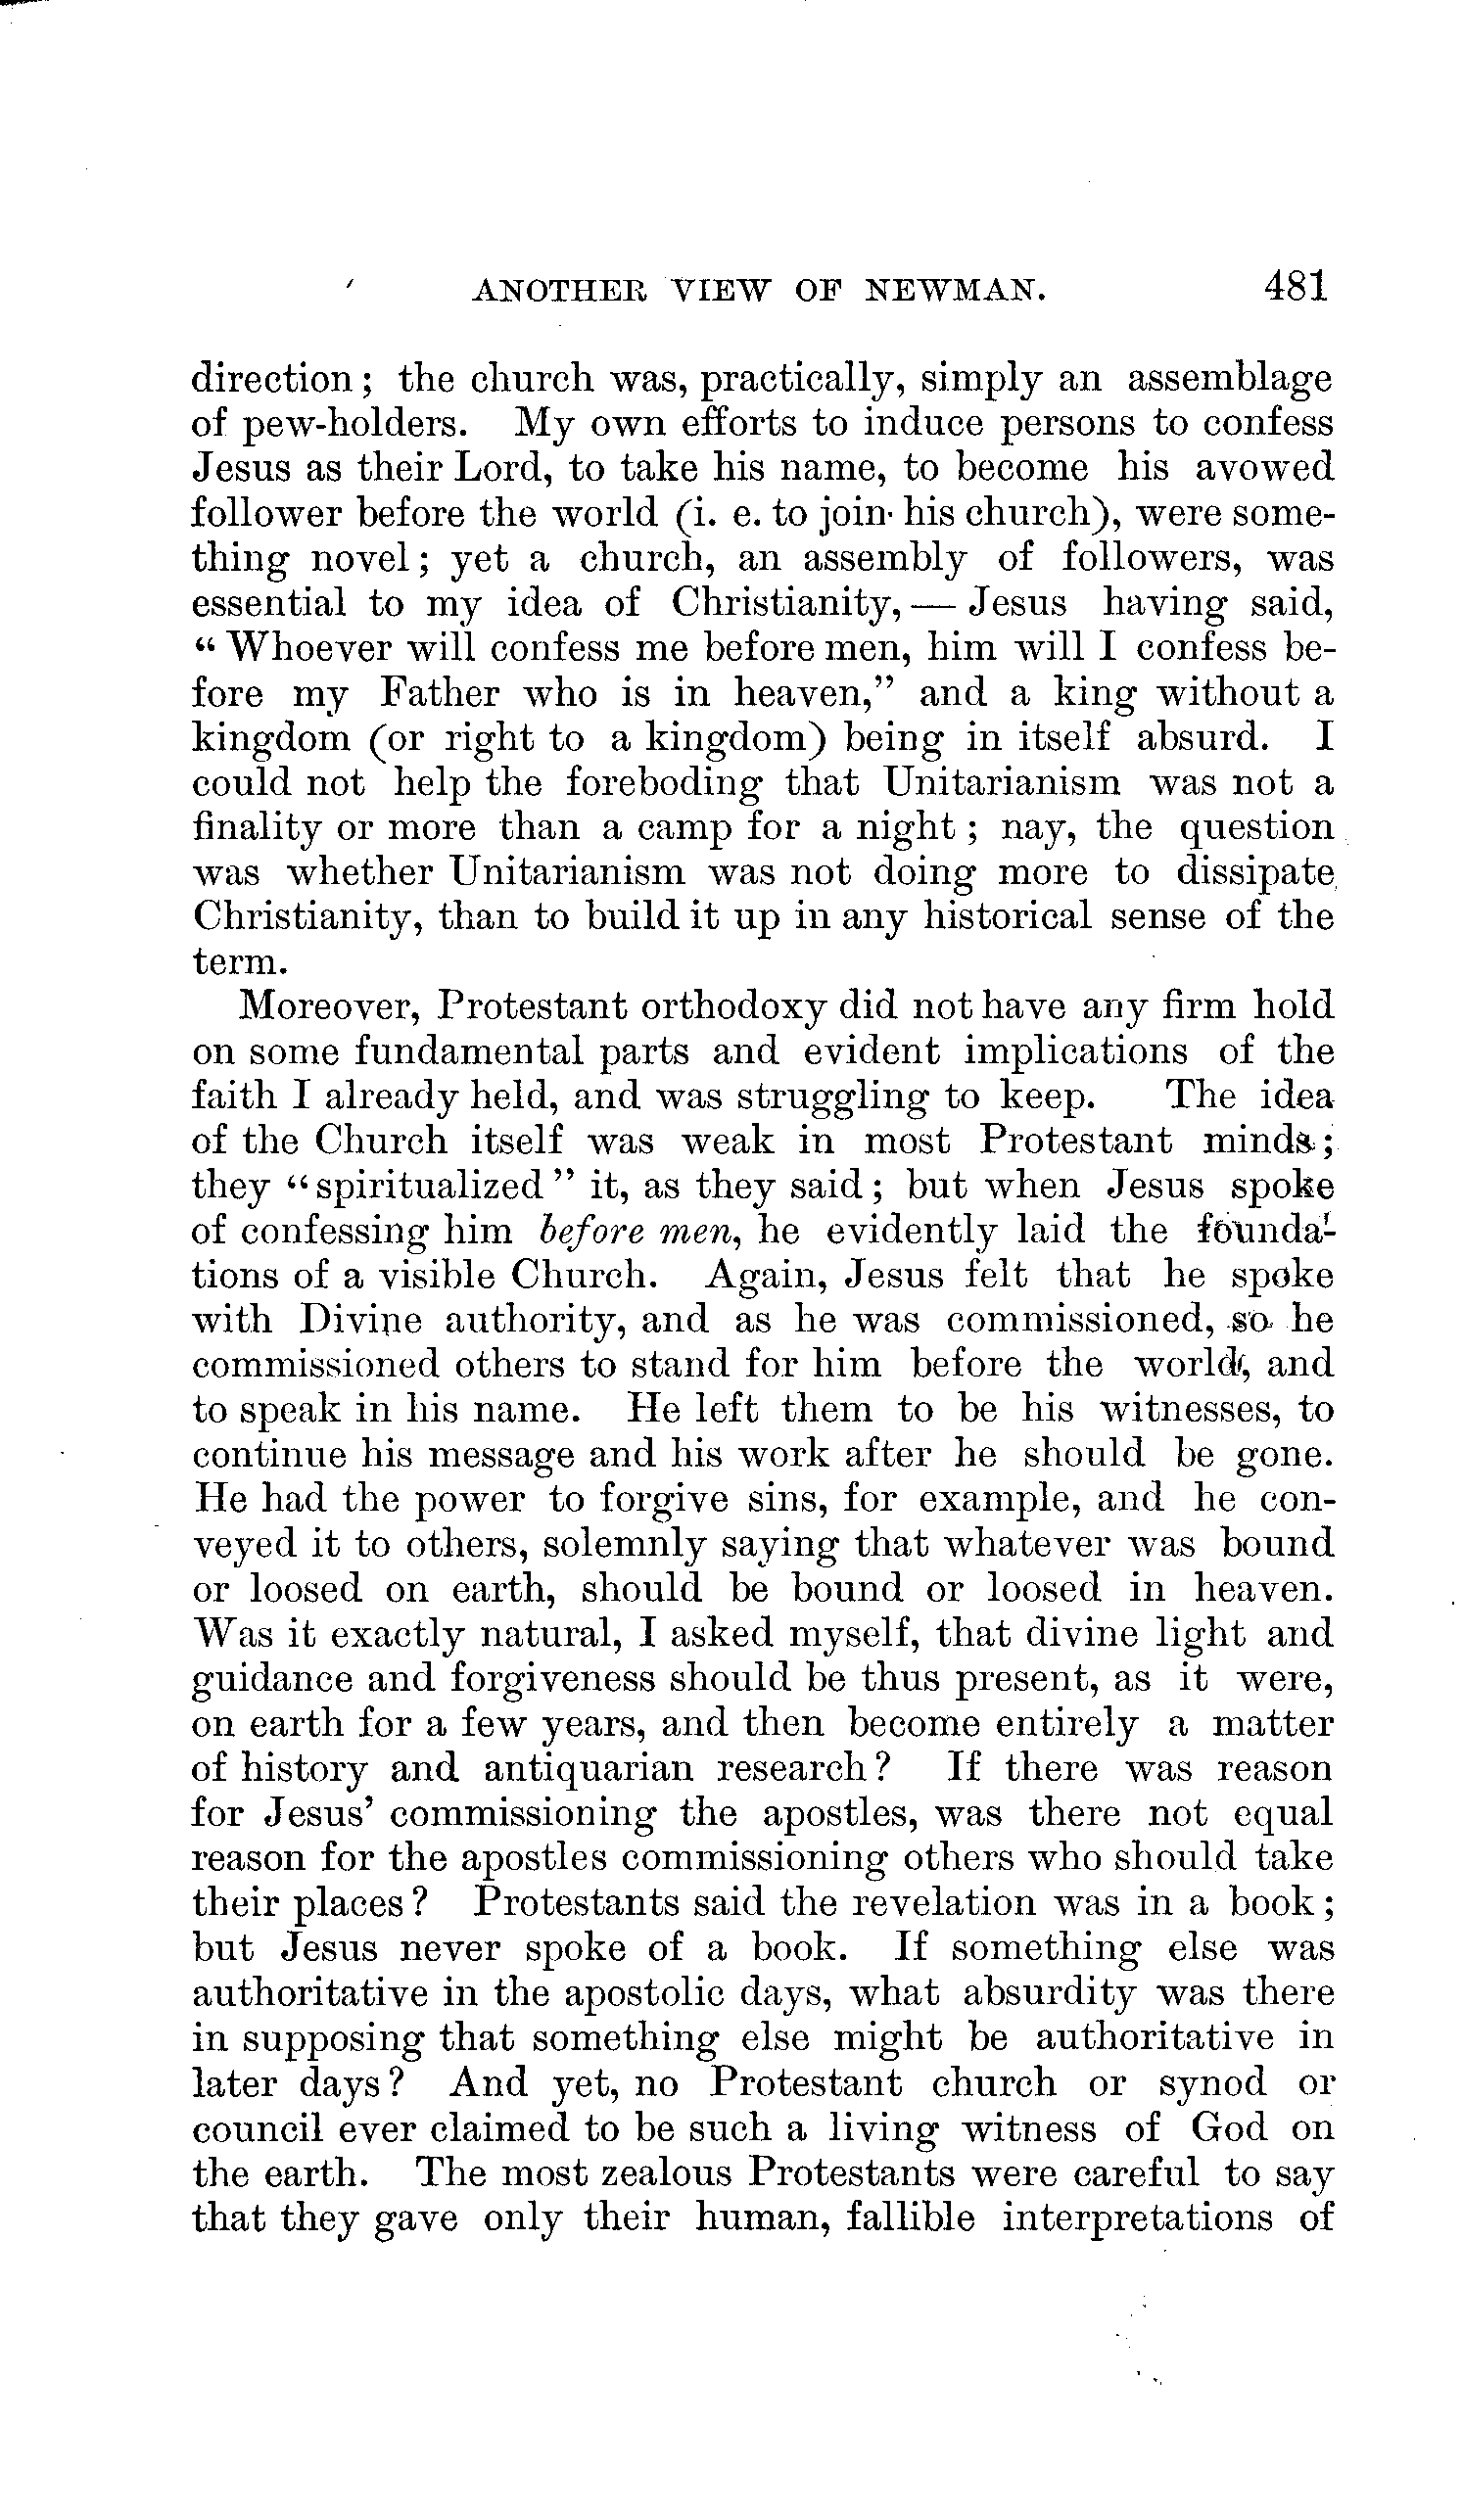 ANOTHER VIEW OF NEWMAN. 481
direction; the church was, practically, simply an assemblage
of pew-holders. My own efforts to induce persons to confess
Jesus as their Lord, to take his name, to become his avowed
follower before the world (i. e. to join his church), were some-
thing novel; yet a church, an assembly of followers, was
essential to my idea of Christianity, — Jesus having said,
“Whoever will confess me before men, him will I confess be-
fore my Father who is in heaven,” and a king without a
kingdom (or right to a kingdom) being in itself absurd. I
could not help the foreboding that Unitarianism was not a
finality or more than a camp for a night; nay, the question
was whether Unitarianism was not doing more to dissipate
Christianity, than to build it up in any historical sense of the
term.
Moreover, Protestant orthodoxy did not have any firm hold
on some fundamental parts and evident implications of the
faith I already held, and was struggling to keep. The idea
of the Church itself was weak in most Protestant minds;
they “spiritualized” it, as they said; but when Jesus spoke
of confessing him before men, he evidently laid the founda-
tions of a visible Church. Again, Jesus felt that he spoke
with Divine authority, and as he was commissioned, so he
commissioned others to stand for him before the world, and
to speak in his name. He left them to be his witnesses, to
continue his message and his work after he should be gone.
He had the power to forgive sins, for example, and he con-
veyed it to others, solemnly saying that whatever was bound
or loosed on earth, should be bound or loosed in heaven.
Was it exactly natural, I asked myself, that divine light and
guidance and forgiveness should be thus present, as it were,
on earth for a few years, and then become entirely a matter
of history and antiquarian research? If there was reason
for Jesus’ commissioning the apostles, was there not equal
reason for the apostles commissioning others who should take
their places? Protestants said the revelation was in a book;
but Jesus never spoke of a book. If something else was
authoritative in the apostolic days, what absurdity was there
in supposing that something else might be authoritative in
later days? And yet, no Protestant church or synod or
council ever claimed to be such a living witness of God on
the earth. The most zealous Protestants were careful to say
that they gave only their human, fallible interpretations of